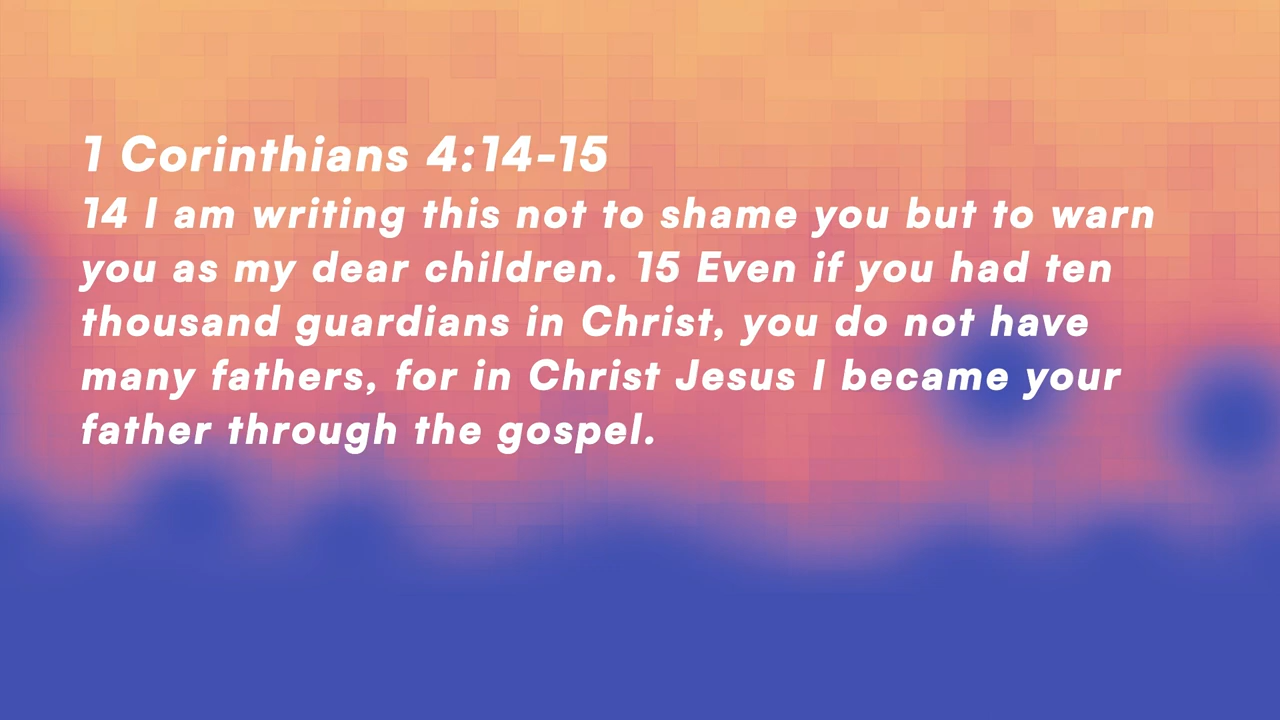 1 Corinthians 4:14-15
14 I am writing this not to shame you but to warn
you as my dear children. 15 Even if you had ten
thousand guardians in Christ, you do not have
many fathers, for in Christ Jesus I became your
father through the gospel.